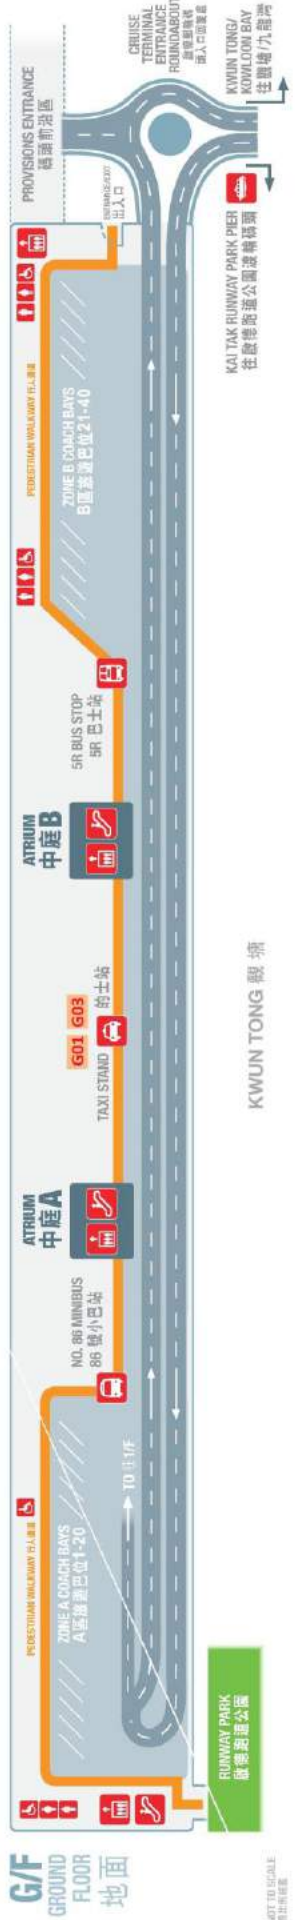 G/F
GROUND
FLOOR
地面
PEDESTRIAN WALKWAY 行人通道
ZONE A COACH BAYS
A區旅遊巴位1-20
TO 往1/F
RUNWAY PARK
啟德跑道公園
NO. 86 MINIBUS
86 號小巴站
ATRIUM
中庭A
G01 G03
TAXI STAND 的士站
ATRIUM
中庭B
5R BUS STOP
5R 巴士站
PEDESTRIAN WALKWAY 行人通道
ZONE B COACH BAYS
B區旅遊巴位21-40
ENTRANCE/EXIT
出入口
PROVISIONS ENTRANCE
碼頭前沿區
CRUISE
TERMINAL
ENTRANCE
ROUNDABOUT
KWUN TONG/
KOWLOON BAY
往觀塘/九龍灣
KAI TAK RUNWAY PARK PIER
往啟德跑道公園渡輪碼頭
KWUN TONG 觀塘
NOT TO SCALE